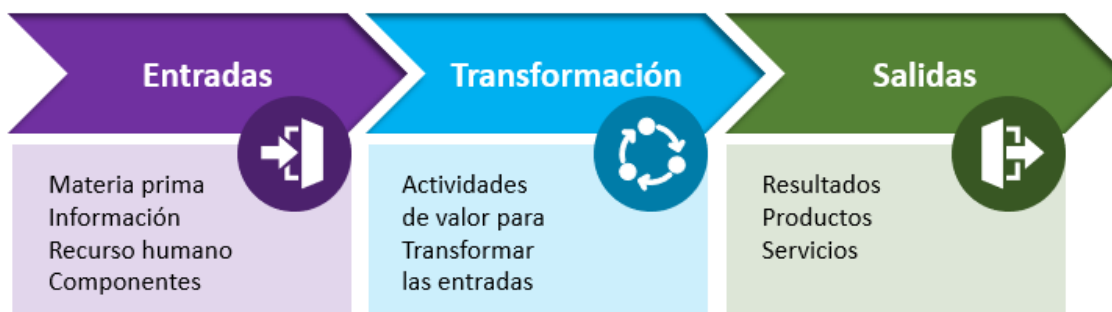 Entradas
Transformación
Salidas
Materia prima
Información
Recurso humano
Componentes
Actividades
de valor para
Transformar
las entradas
Resultados
Productos
Servicios